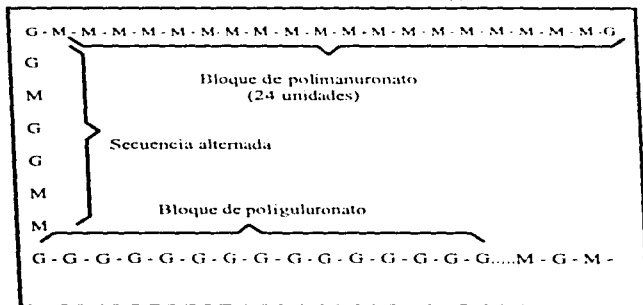 G - M - M - M - M - M - M - M - M - M - M - M - M - M - M - M - M - M - M - M -G
G
Bloque de polimanuronato
(24 unidades)
M
G
Secuencia alternada
G
M
Bloque de poliguluronato
M
G - G - G - G - G - G - G - G - G - G - G - G - G - G - G - G.....M - G - M -